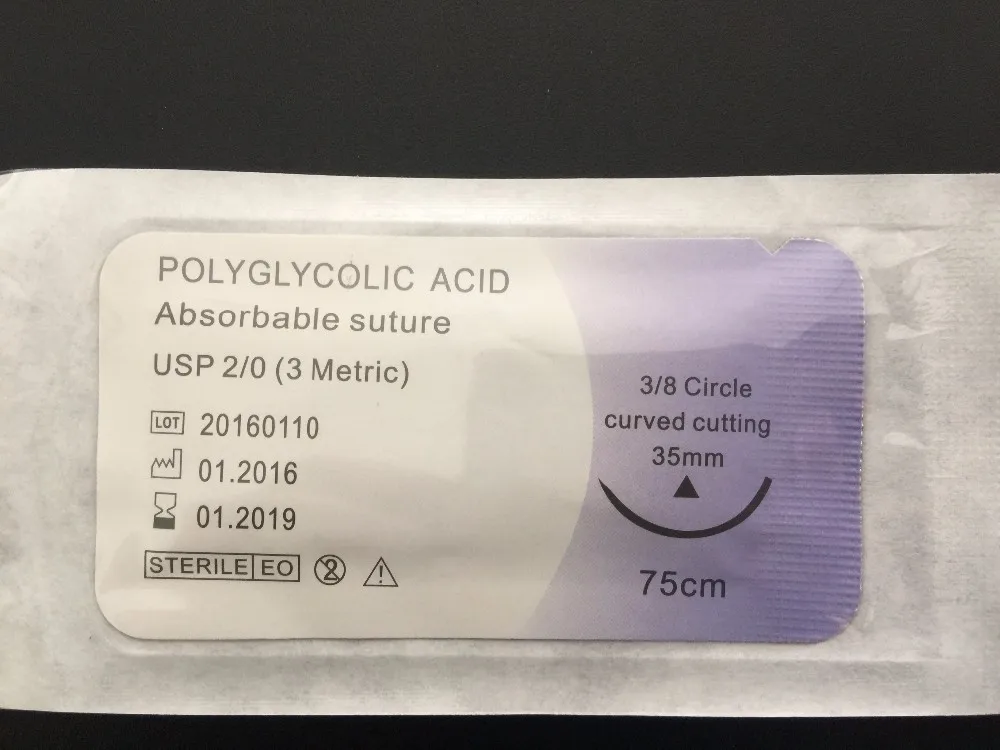 POLYGLYCOLIC ACID
Absorbable suture
USP 2/0 (3 Metric)
LOT 20160110
01.2016
01.2019
STERILE EO 2
3/8 Circle
curved cutting
35mm
75cm